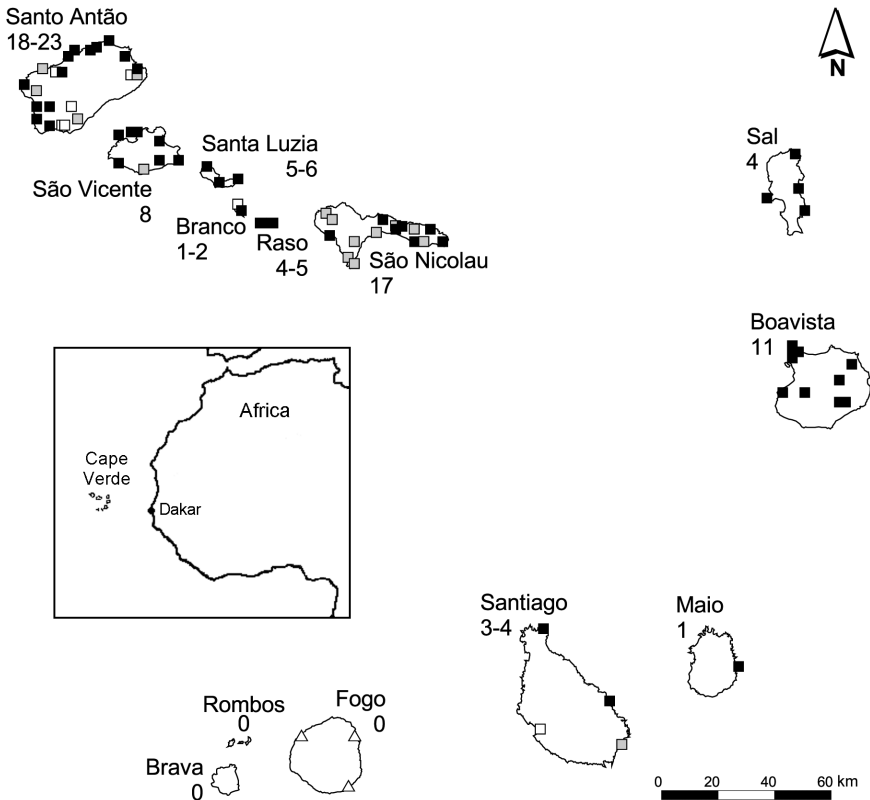 Santo Antão
18-23
N
Santa Luzia
5-6
Sal
4
São Vicente
8
Branco
1-2
Raso
4-5
São Nicolau
17
Boavista
11
Africa
Cape
Verde
Dakar
Santiago
3-4
Maio
1
Rombos
0
Fogo
0
Brava
0
0 20 40 60 km